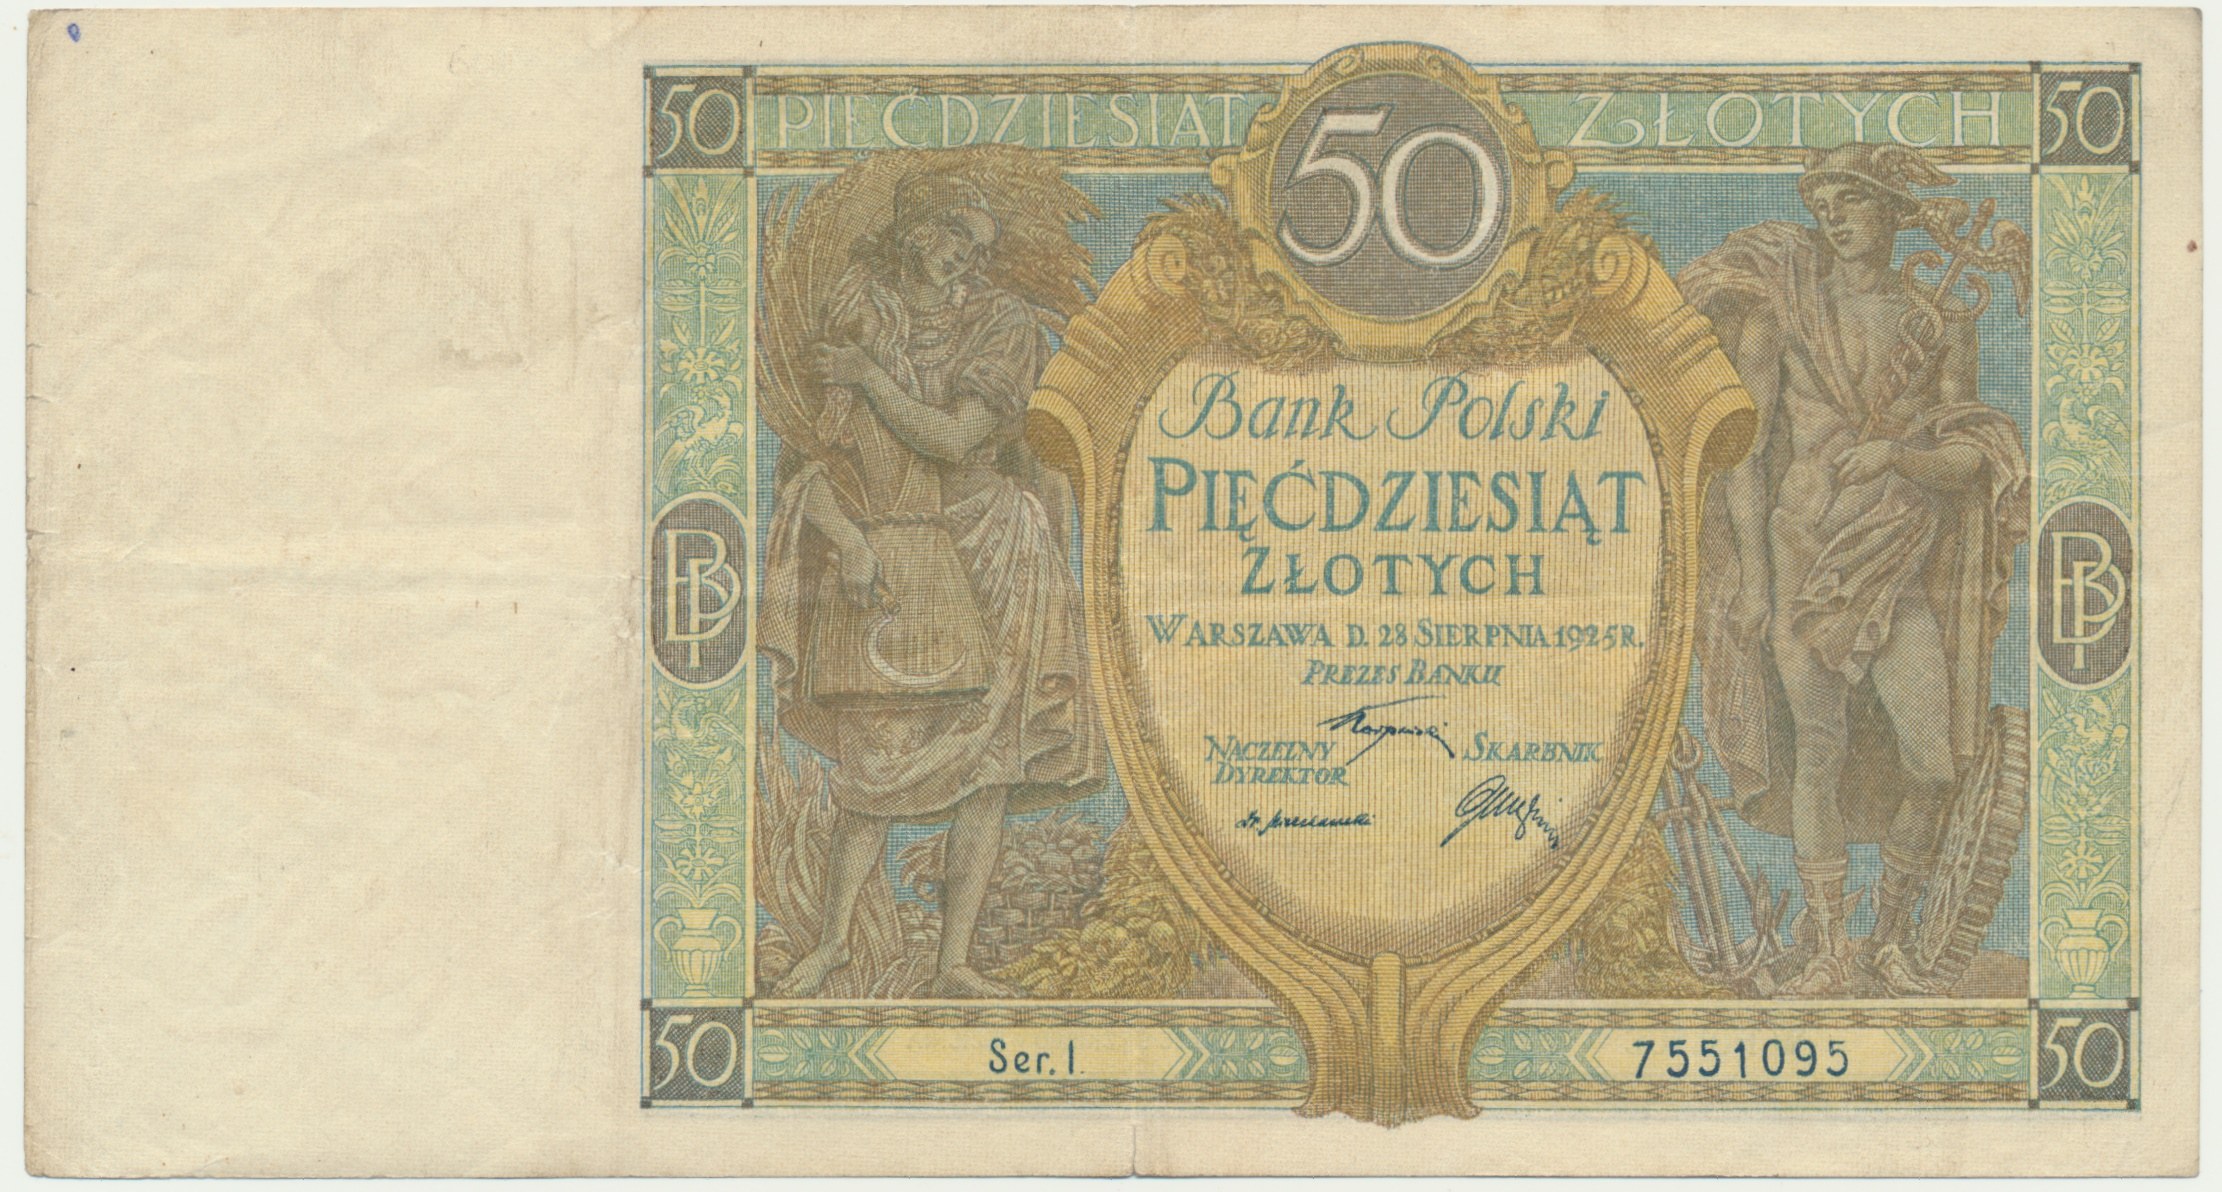 50 PIĘĆDZIESIĄT 50 ZŁOTYCH 50
Bank Polski
PIĘĆDZIESIĄT
ZŁOTYCH
WARSZAWA D. 28 SIERPNIA 1925 R.
PREZES BANKU
NACZELNY SKARBNIK
DYREKTOR
BP BP
50 Ser. I. 7551095 50